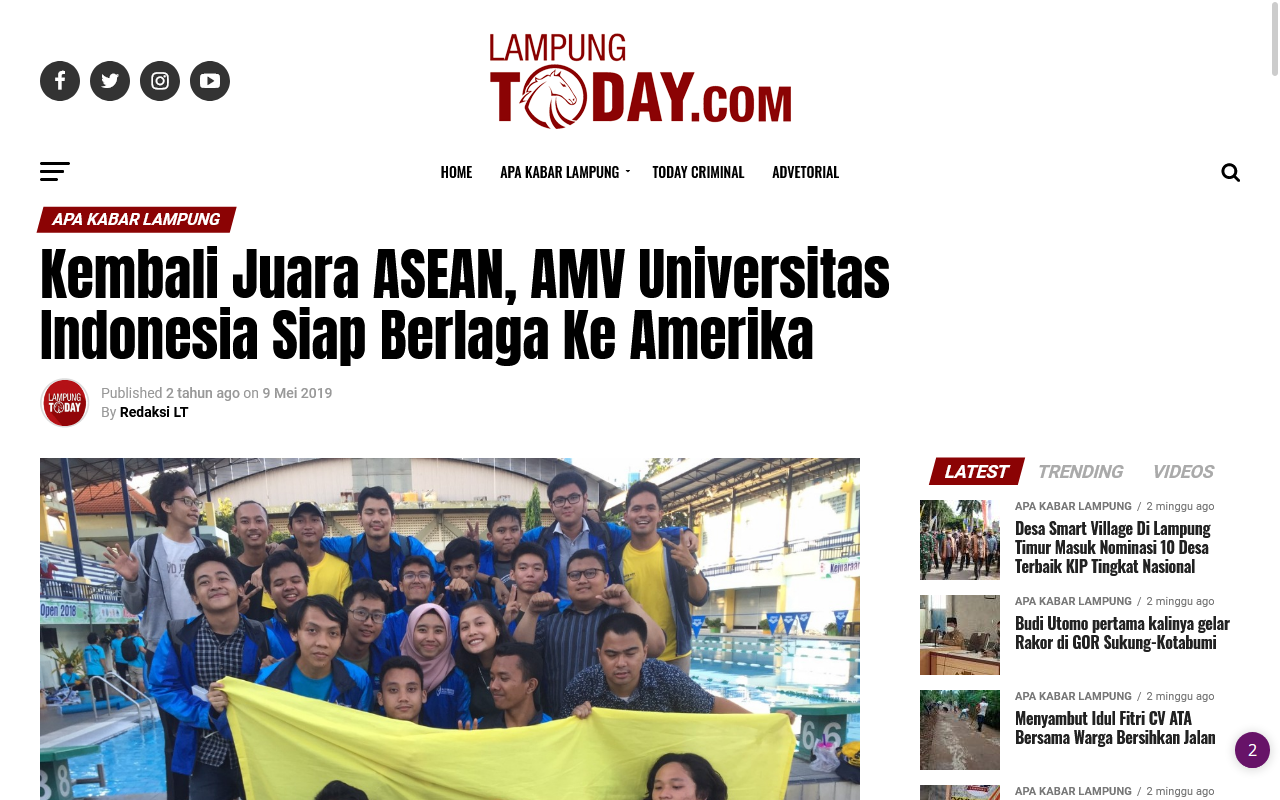 LAMPUNG
TODAY.COM
HOME
APA KABAR LAMPUNG
TODAY CRIMINAL
ADVETORIAL
APA KABAR LAMPUNG
Kembali Juara ASEAN, AMV Universitas
Indonesia Siap Berlaga Ke Amerika
LAMPUNG
TODAY
Published 2 tahun ago on 9 Mei 2019
By Redaksi LT
Open 2018
66
8
LATEST
TRENDING
VIDEOS
APA KABAR LAMPUNG / 2 minggu ago
Desa Smart Village Di Lampung
Timur Masuk Nominasi 10 Desa
Terbaik KIP Tingkat Nasional
APA KABAR LAMPUNG / 2 minggu ago
Budi Utomo pertama kalinya gelar
Rakor di GOR Sukung-Kotabumi
APA KABAR LAMPUNG / 2 minggu ago
Menyambut Idul Fitri CV ATA
Bersama Warga Bersihkan Jalan
2
APA KABAR LAMPUNG / 2 minggu ago